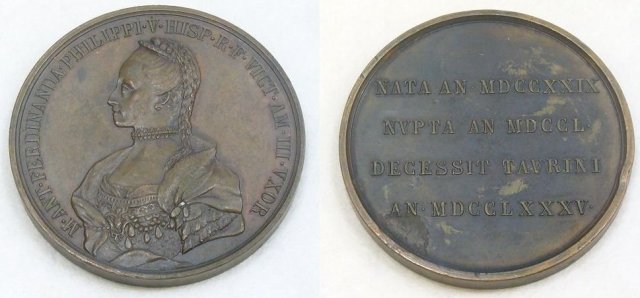 M·ANT·FERDINANDA·PHILIPPI·V·HISP·R·F·VICT·AM·III·VXOR
NATA AN·MDCCXXIX
NVPTA AN MDCCL·
DECESSIT TAVRINI
AN·MDCCLXXXV·